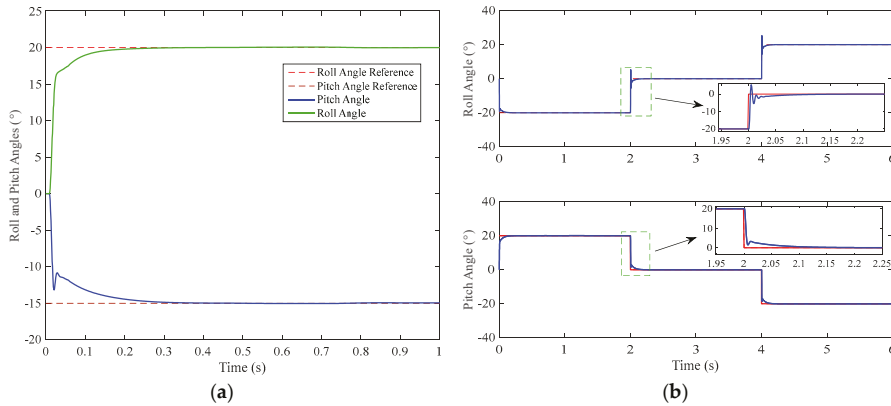 (a)
Roll and Pitch Angles (°)
20
15
10
5
0
-5
-10
-15
-20
Roll Angle Reference
Pitch Angle Reference
Pitch Angle
Roll Angle
0 0.1 0.2 0.3 0.4 0.5 0.6 0.7 0.8 0.9 1
Time (s)
(a)
(b)
Roll Angle (°)
40
20
0
-20
-40
0
-10
-20
1.95 2 2.05 2.1 2.15 2.2
0 1 2 3 4 5 6
Pitch Angle (°)
40
20
0
-20
-40
20
10
0
1.95 2 2.05 2.1 2.15 2.2 2.25
0 1 2 3 4 5 6
Time (s)
(b)